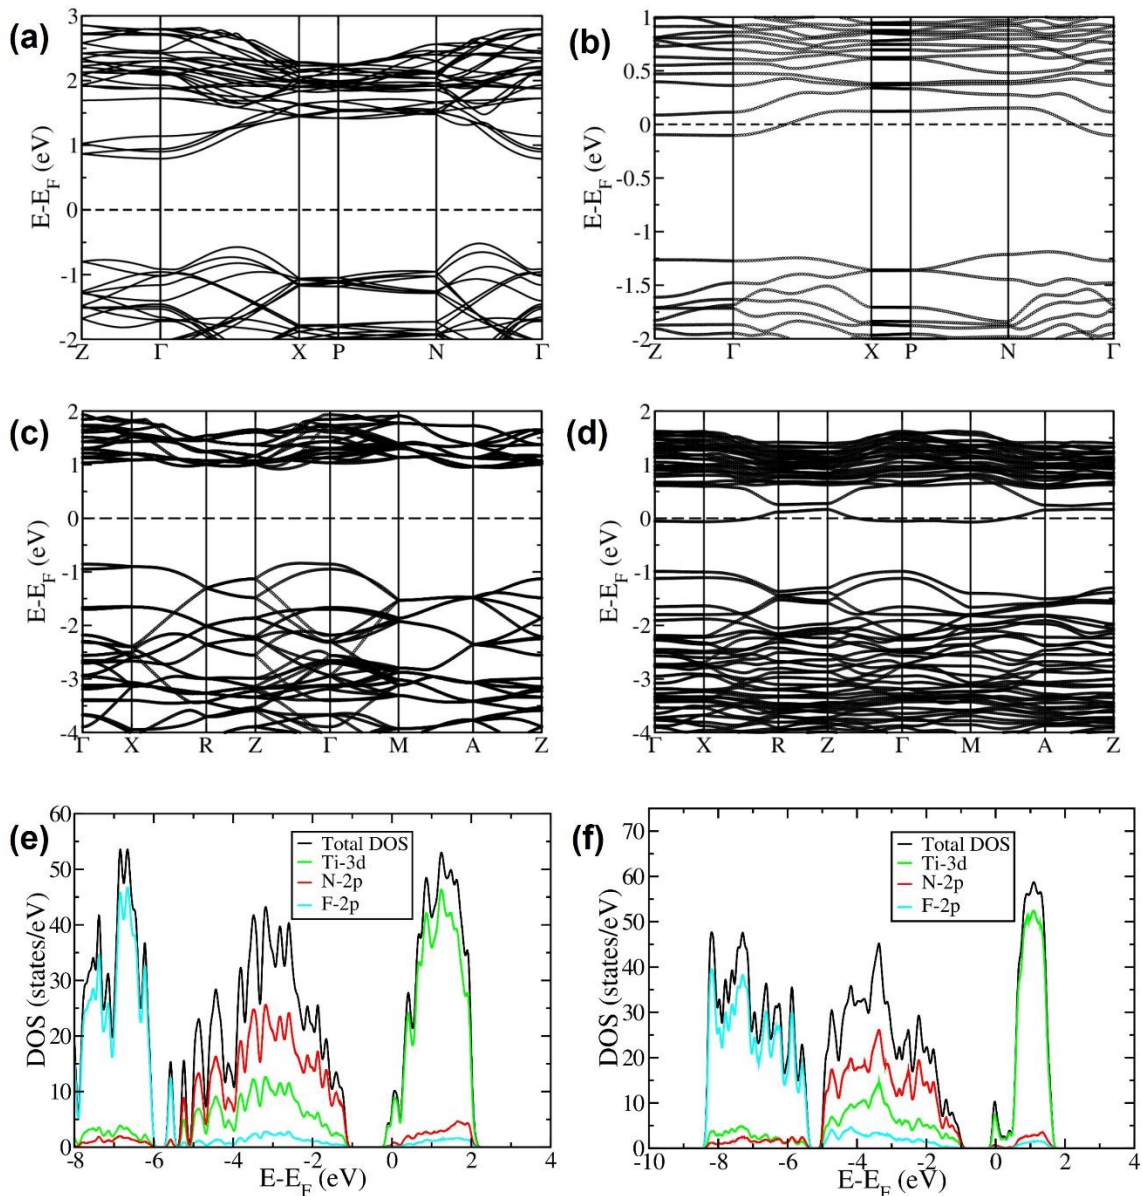 (a)
3
2
1
0
-1
-2
E-E_F (eV)
Z Γ X P N Γ
(b)
1
0.5
0
-0.5
-1
-1.5
-2
E-E_F (eV)
Z Γ X P N Γ
(c)
2
1
0
-1
-2
-3
-4
E-E_F (eV)
Γ X R Z Γ M A Z
(d)
2
1
0
-1
-2
-3
-4
E-E_F (eV)
Γ X R Z Γ M A Z
(e)
60
50
40
30
20
10
0
DOS (states/eV)
Total DOS
Ti-3d
N-2p
F-2p
-8 -6 -4 -2 0 2 4
E-E_F (eV)
(f)
70
60
50
40
30
20
10
0
DOS (states/eV)
Total DOS
Ti-3d
N-2p
F-2p
-10 -8 -6 -4 -2 0 2 4
E-E_F (eV)